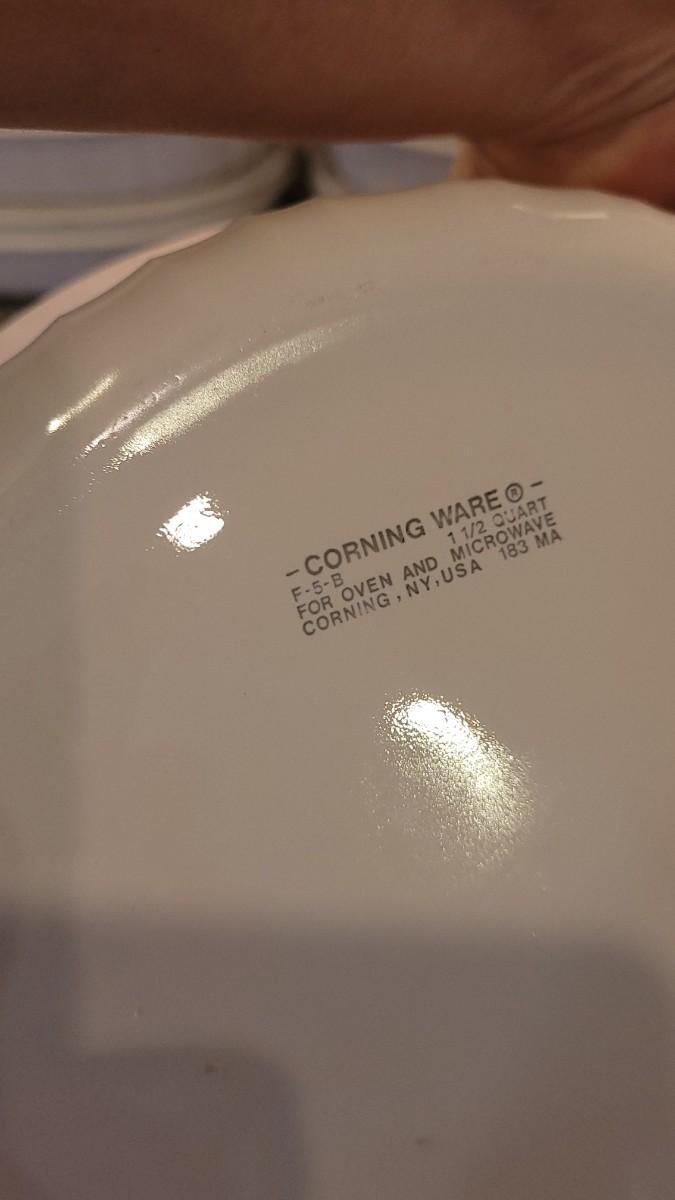 -CORNING WARE®-
F-5-B 1 1/2 QUART
FOR OVEN AND MICROWAVE
CORNING, NY, USA 183 MA